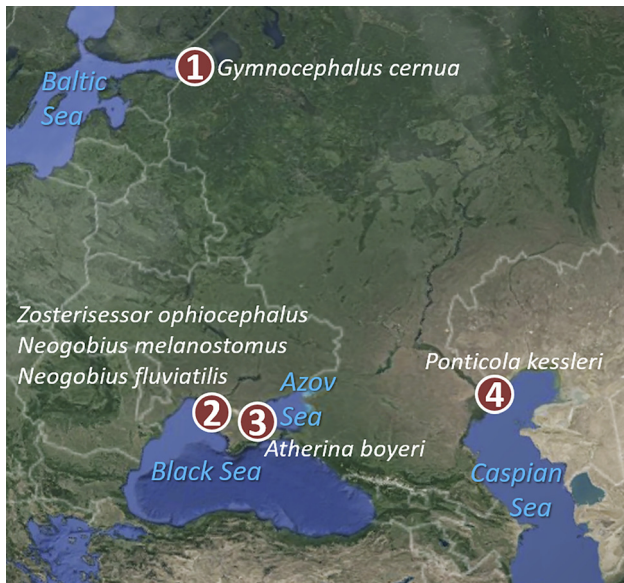 1 Gymnocephalus cernua
Baltic
Sea
Zosterisessor ophiocephalus
Neogobius melanostomus
Neogobius fluviatilis
Ponticola kessleri
Azov
Sea
2
3
4
Atherina boyeri
Black Sea
Caspian
Sea